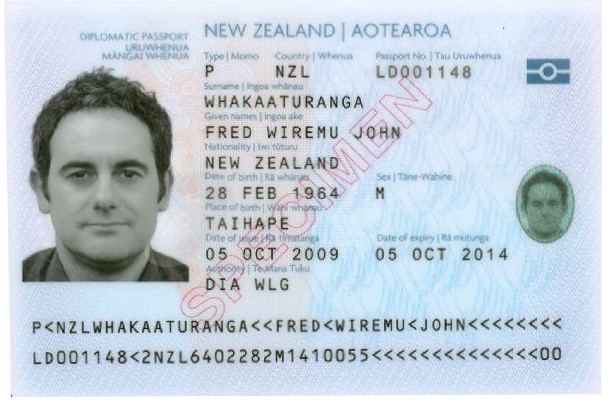 DIPLOMATIC PASSPORT
URUWHENUA
MĀNGAI WHENUA
NEW ZEALAND | AOTEAROA
Type | Momo Country | Whenua Passport No. | Tau Uruwhenua
P NZL LD001148
Surname | Ingoa whānau
WHAKAATURANGA
Given names | Ingoa ake
FRED WIREMU JOHN
Nationality | Iwi tūturu
NEW ZEALAND
Date of birth | Rā whānau Sex | Tāne-Wahine
28 FEB 1964 M
Place of birth | Wāhi whānau
TAIHAPE
Date of issue | Rā tīmatanga Date of expiry | Rā mutunga
05 OCT 2009 05 OCT 2014
Authority | Te Mana Tuku
DIA WLG
SPECIMEN
P<NZLWHAKAATURANGA<<FRED<WIREMU<JOHN<<<<<<<<
LD001148<2NZL6402282M1410055<<<<<<<<<<<<<<00